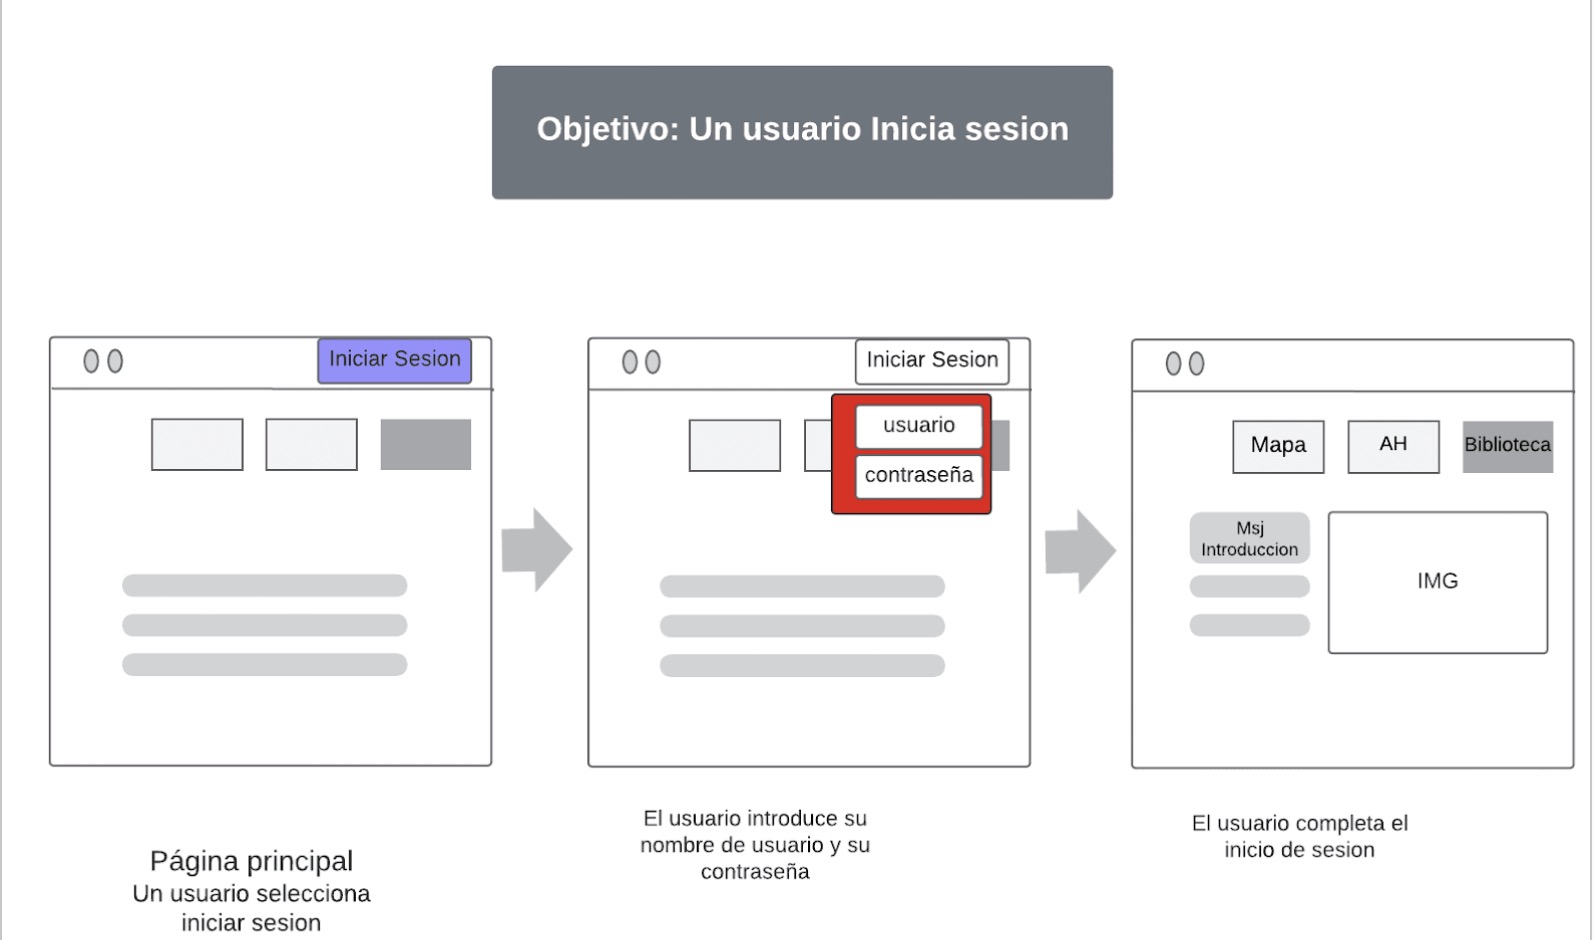 Objetivo: Un usuario Inicia sesion
Iniciar Sesion
Iniciar Sesion
usuario
contraseña
Mapa
AH
Biblioteca
Msj
Introduccion
IMG
Página principal
Un usuario selecciona
iniciar sesion
El usuario introduce su
nombre de usuario y su
contraseña
El usuario completa el
inicio de sesion